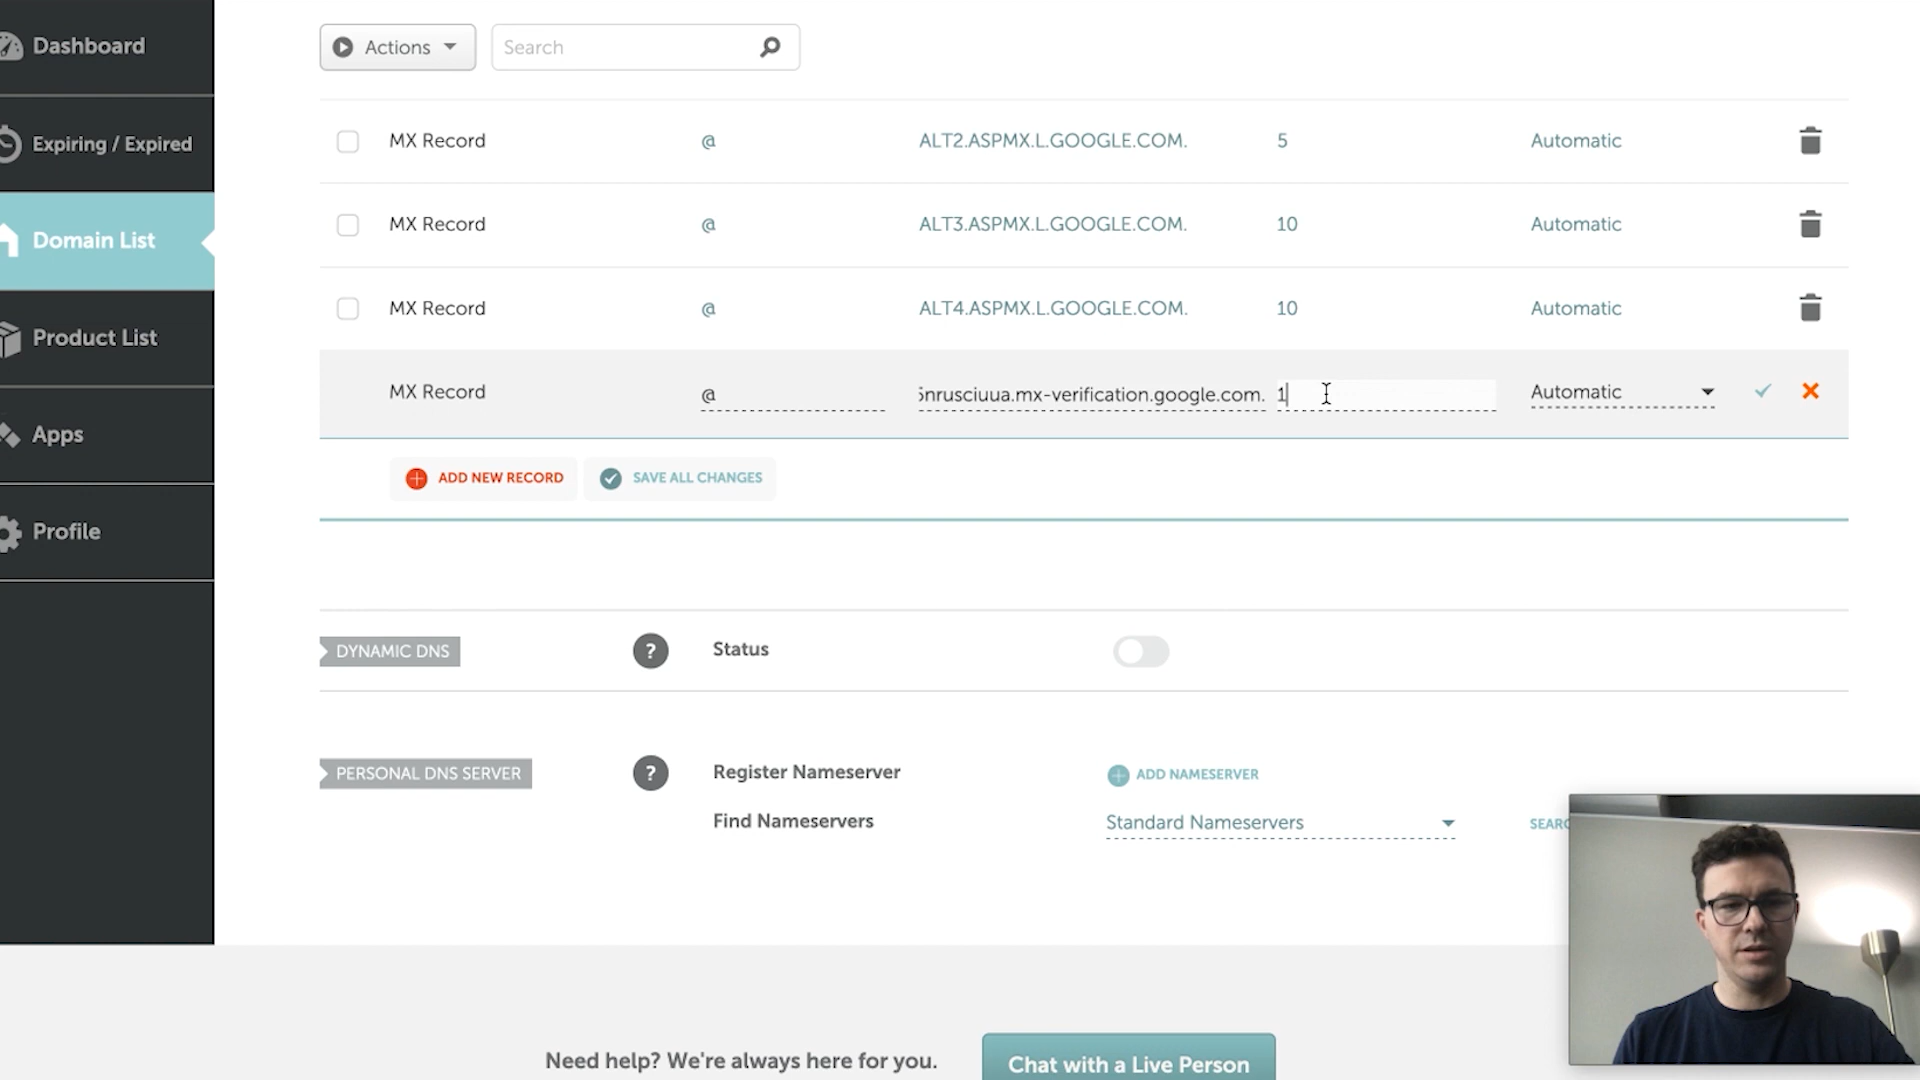 Dashboard
Expiring / Expired
Domain List
Product List
Apps
Profile
Actions
Search
MX Record @ ALT2.ASPMX.L.GOOGLE.COM. 5 Automatic
MX Record @ ALT3.ASPMX.L.GOOGLE.COM. 10 Automatic
MX Record @ ALT4.ASPMX.L.GOOGLE.COM. 10 Automatic
MX Record @ nrusciuua.mx-verification.google.com. 1 Automatic
ADD NEW RECORD SAVE ALL CHANGES
DYNAMIC DNS ? Status
PERSONAL DNS SERVER ? Register Nameserver ADD NAMESERVER
Find Nameservers Standard Nameservers
Need help? We're always here for you. Chat with a Live Person